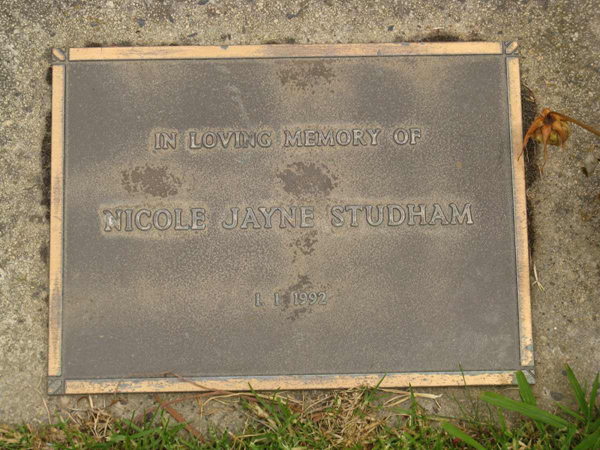 IN LOVING MEMORY OF
NICOLE JAYNE STUDHAM
1. 1. 1992